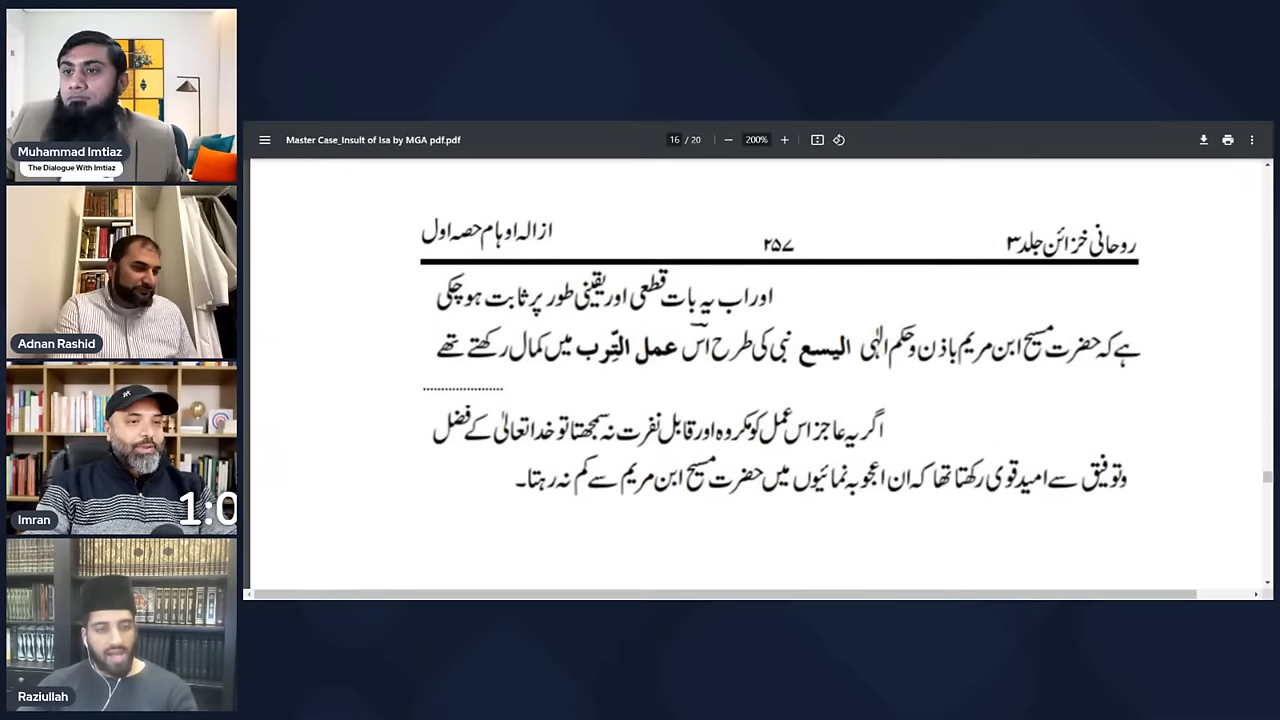 Muhammad Imtiaz
The Dialogue With Imtiaz
Adnan Rashid
Imran
1:0
Raziullah
Master Case_Insult of Isa by MGA pdf.pdf
16 / 20
200%
روحانی خزائن جلد ۳
۲۵۷
ازالہ اوہام حصہ اول
اور اب یہ بات قطعی اور یقینی طور پر ثابت ہو چکی
ہے کہ حضرت مسیح ابن مریم باذن و حکم الٰہی الیسع نبی کی طرح اس عمل التِّرب میں کمال رکھتے تھے
......................
اگر یہ عاجز اس عمل کو مکروہ اور قابل نفرت نہ سمجھتا تو خدا تعالیٰ کے فضل
و توفیق سے امید قوی رکھتا تھا کہ ان اعجوبہ نمائیوں میں حضرت مسیح ابن مریم سے کم نہ رہتا۔